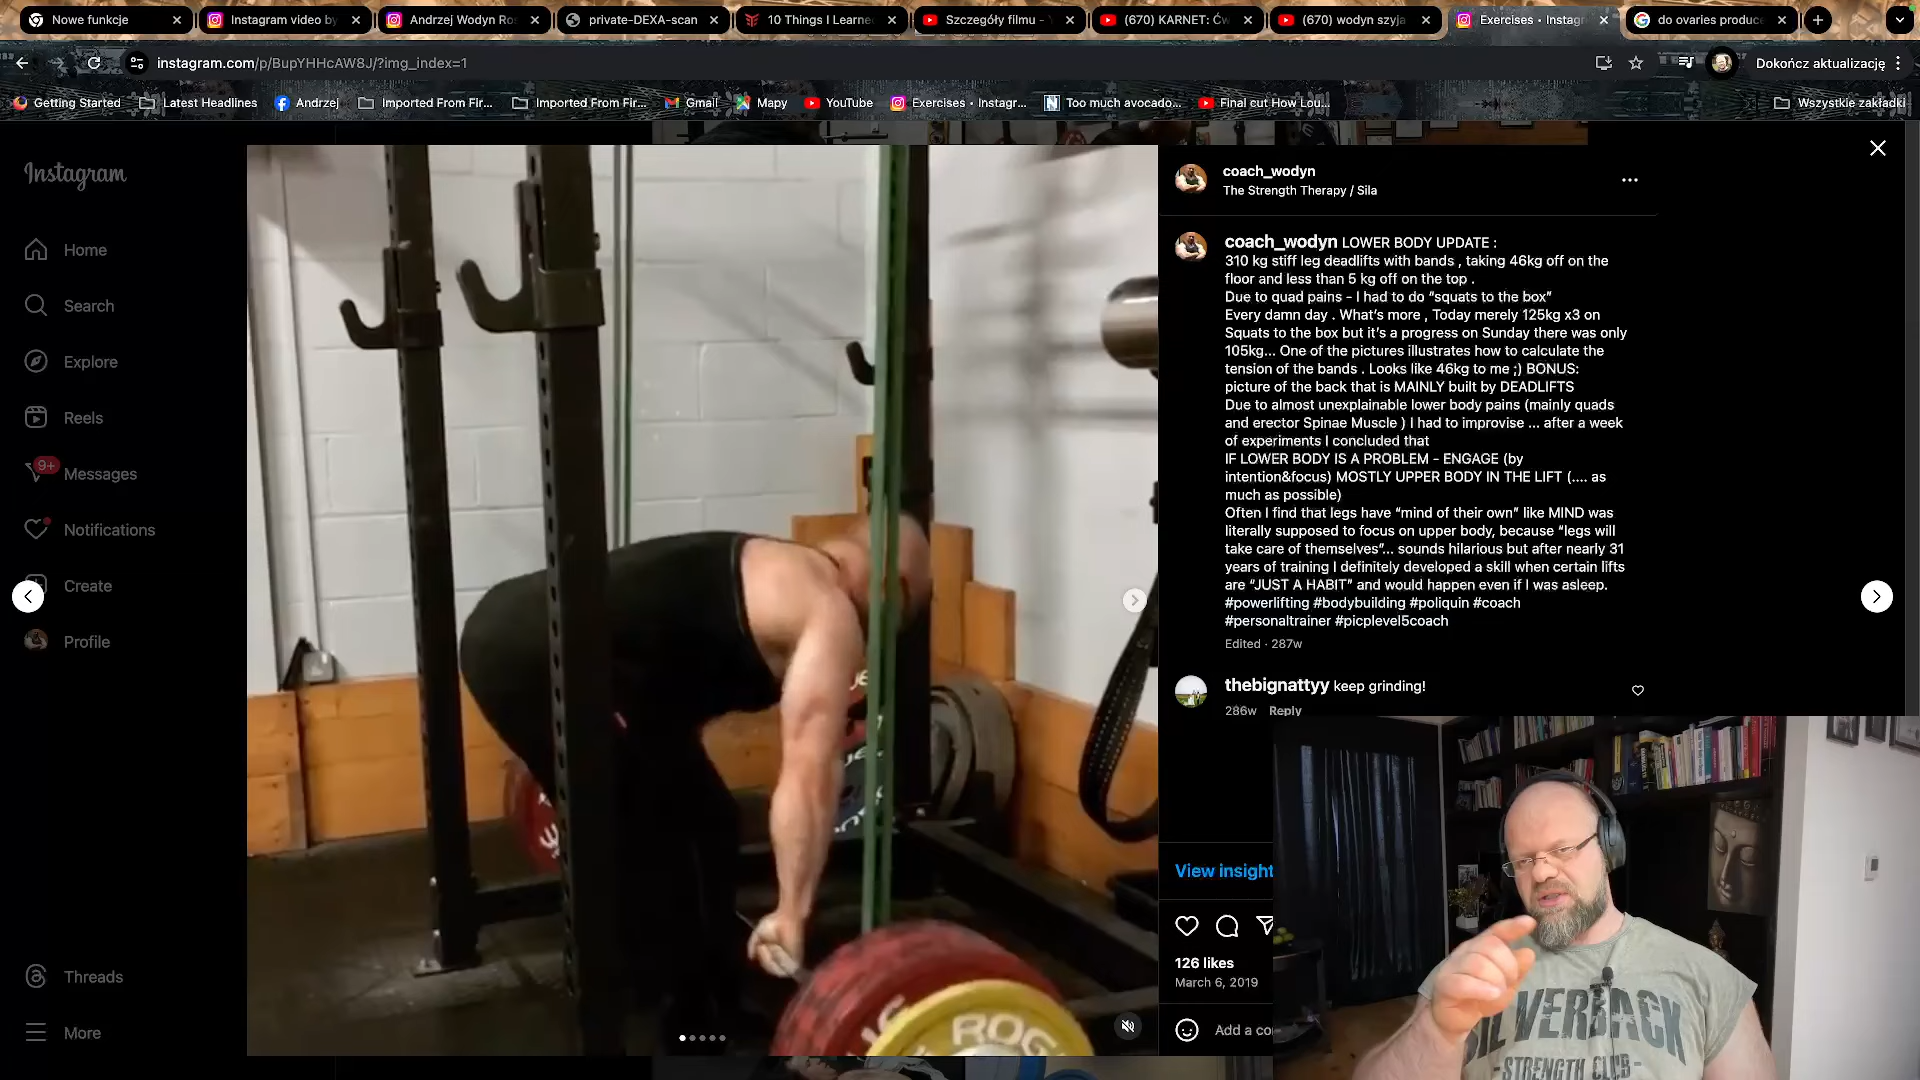 Nowe funkcje
Instagram video by
Andrzej Wodyn Ros
private-DEXA-scan
10 Things I Learne
Szczegóły filmu - Y
(670) KARNET: Ćw
(670) wodyn szyja
Exercises • Instagr
do ovaries produc
instagram.com/p/BupYHHcAW8J/?img_index=1
Dokończ aktualizację
Getting Started
Latest Headlines
Andrzej
Imported From Fir...
Imported From Fir...
Gmail
Mapy
YouTube
Exercises • Instagr...
Too much avocado...
Final cut How Lou...
Wszystkie zakładki
Instagram
Home
Search
Explore
Reels
9+
Messages
Notifications
Create
Profile
Threads
More
coach_wodyn
The Strength Therapy / Sila
coach_wodyn LOWER BODY UPDATE :
310 kg stiff leg deadlifts with bands , taking 46kg off on the
floor and less than 5 kg off on the top .
Due to quad pains - I had to do “squats to the box”
Every damn day . What’s more , Today merely 125kg x3 on
Squats to the box but it’s a progress on Sunday there was only
105kg... One of the pictures illustrates how to calculate the
tension of the bands . Looks like 46kg to me ;) BONUS:
picture of the back that is MAINLY built by DEADLIFTS
Due to almost unexplainable lower body pains (mainly quads
and erector Spinae Muscle ) I had to improvise ... after a week
of experiments I concluded that
IF LOWER BODY IS A PROBLEM - ENGAGE (by
intention&focus) MOSTLY UPPER BODY IN THE LIFT (.... as
much as possible)
Often I find that legs have “mind of their own” like MIND was
literally supposed to focus on upper body, because “legs will
take care of themselves”... sounds hilarious but after nearly 31
years of training I definitely developed a skill when certain lifts
are “JUST A HABIT” and would happen even if I was asleep.
#powerlifting #bodybuilding #poliquin #coach
#personaltrainer #picplevel5coach
Edited · 287w
thebignattyy keep grinding!
286w Reply
View insight
126 likes
March 6, 2019
Add a co
ROG
SILVERBACK
-STRENGTH CLUB-